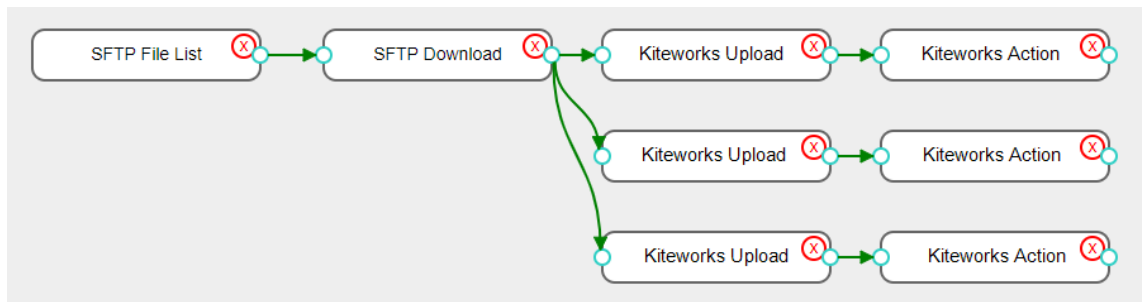 SFTP File List X
SFTP Download X
Kiteworks Upload X
Kiteworks Action X
Kiteworks Upload X
Kiteworks Action X
Kiteworks Upload X
Kiteworks Action X